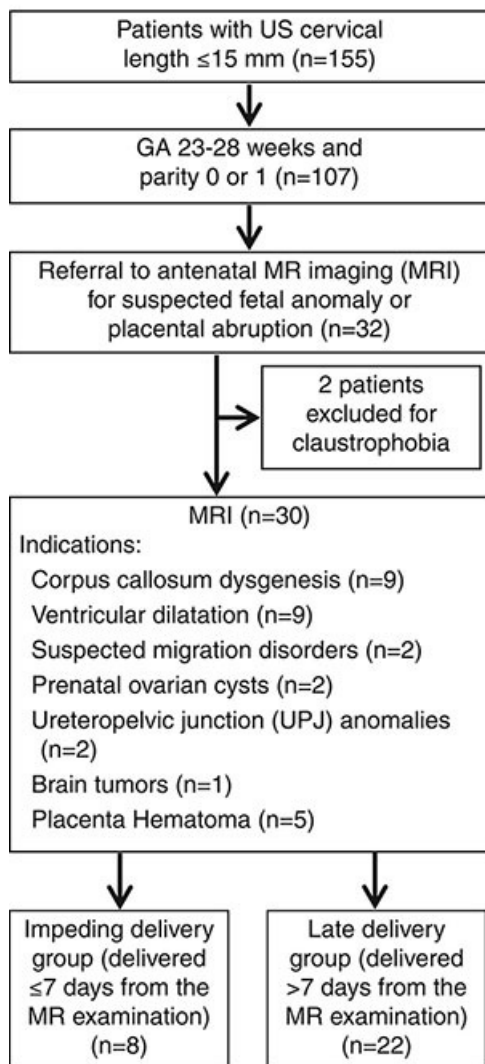 Patients with US cervical
length ≤15 mm (n=155)
GA 23-28 weeks and
parity 0 or 1 (n=107)
Referral to antenatal MR imaging (MRI)
for suspected fetal anomaly or
placental abruption (n=32)
2 patients
excluded for
claustrophobia
MRI (n=30)
Indications:
Corpus callosum dysgenesis (n=9)
Ventricular dilatation (n=9)
Suspected migration disorders (n=2)
Prenatal ovarian cysts (n=2)
Ureteropelvic junction (UPJ) anomalies
(n=2)
Brain tumors (n=1)
Placenta Hematoma (n=5)
Impeding delivery
group (delivered
≤7 days from the
MR examination)
(n=8)
Late delivery
group (delivered
>7 days from the
MR examination)
(n=22)